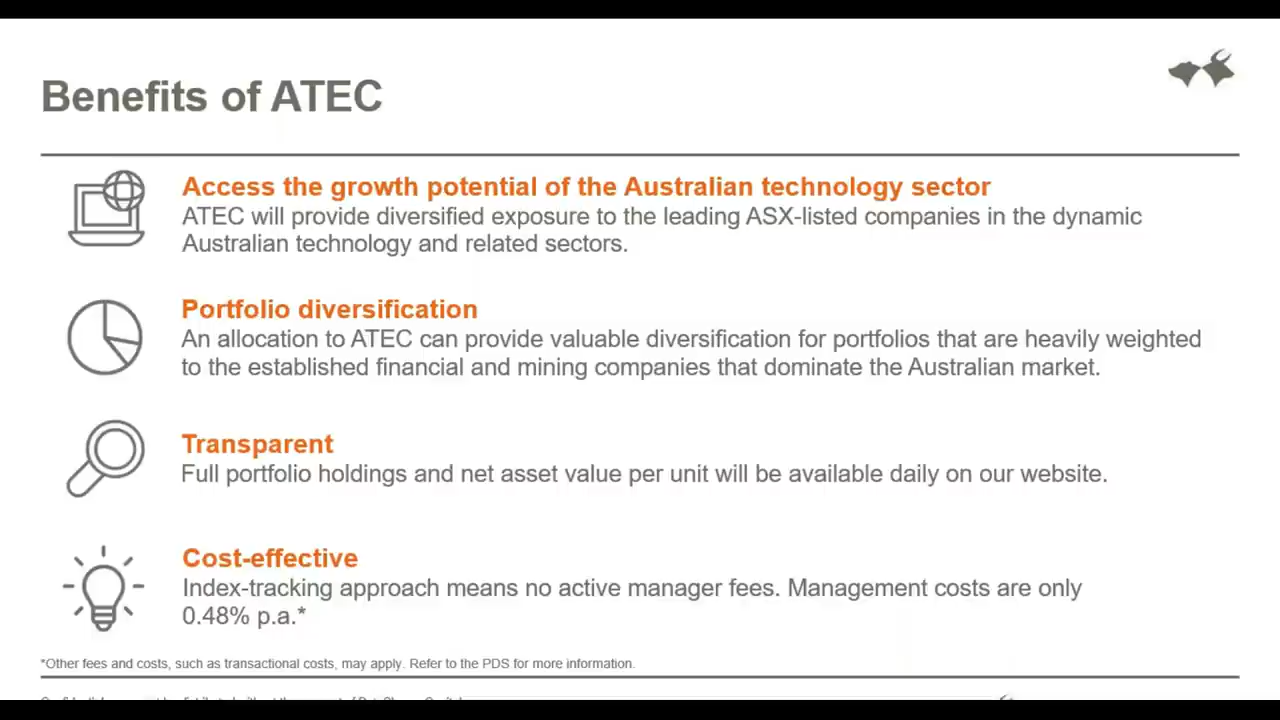 Benefits of ATEC
Access the growth potential of the Australian technology sector
ATEC will provide diversified exposure to the leading ASX-listed companies in the dynamic
Australian technology and related sectors.
Portfolio diversification
An allocation to ATEC can provide valuable diversification for portfolios that are heavily weighted
to the established financial and mining companies that dominate the Australian market.
Transparent
Full portfolio holdings and net asset value per unit will be available daily on our website.
Cost-effective
Index-tracking approach means no active manager fees. Management costs are only
0.48% p.a.*
*Other fees and costs, such as transactional costs, may apply. Refer to the PDS for more information.